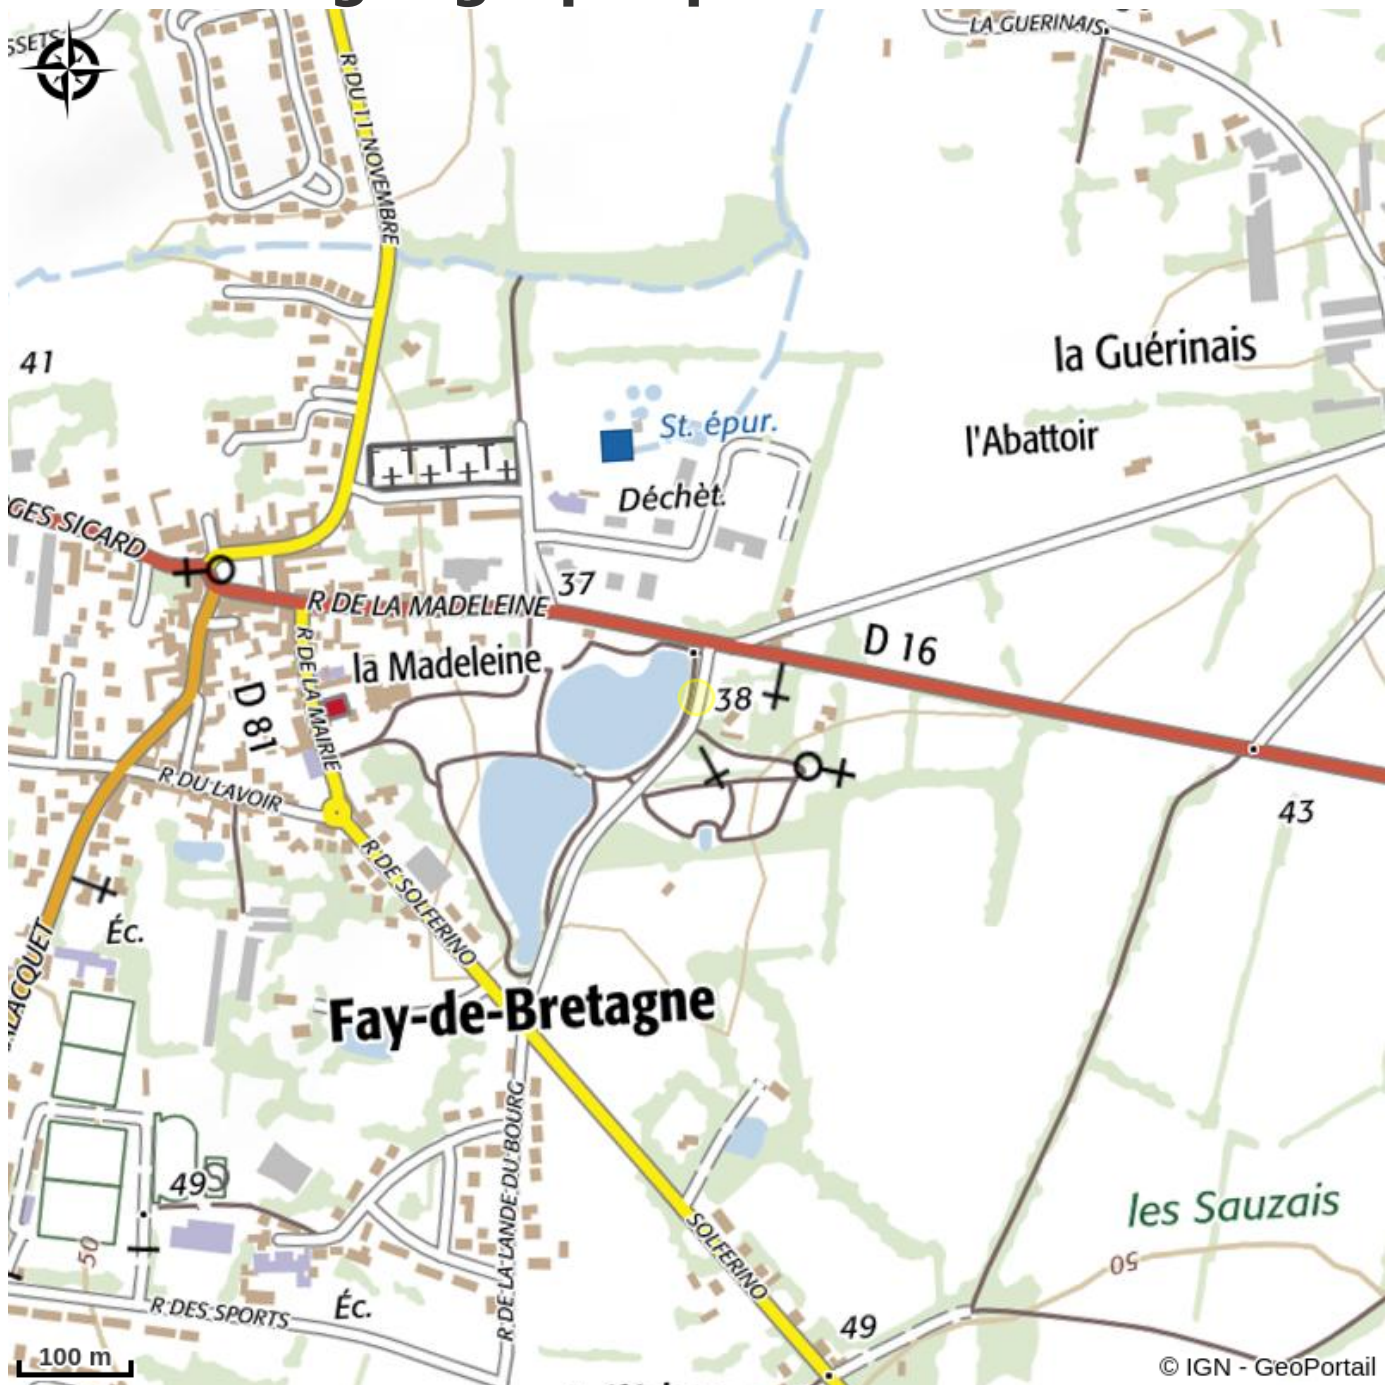 LA GUERINAIS
SSETS
R DU 11 NOVEMBRE
41
la Guérinais
St. épur.
l'Abattoir
Déchèt.
GES SICARD
37
R DE LA MADELEINE
D 16
la Madeleine
R DE LA MAIRIE
38
D 81
R DU LAVOIR
43
R DE SOLFERINO
Éc.
ALACQUET
Fay-de-Bretagne
R DE LA LANDE DU BOURG
49
S
les Sauzais
SOLFERINO
50
50
R DES SPORTS
Éc.
49
100 m
© IGN - GeoPortail